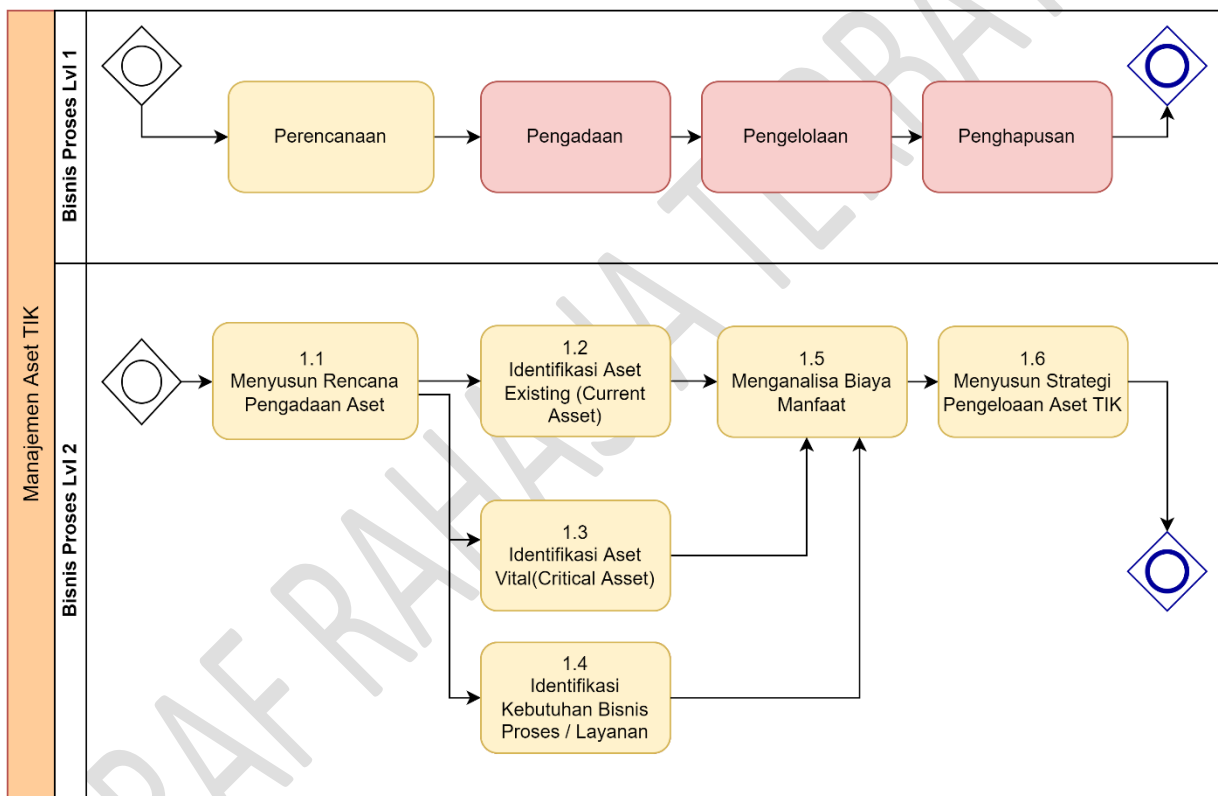 Manajemen Aset TIK
Bisnis Proses Lvl 1
Perencanaan
Pengadaan
Pengelolaan
Penghapusan
Bisnis Proses Lvl 2
1.1
Menyusun Rencana
Pengadaan Aset
1.2
Identifikasi Aset
Existing (Current
Asset)
1.3
Identifikasi Aset
Vital(Critical Asset)
1.4
Identifikasi
Kebutuhan Bisnis
Proses / Layanan
1.5
Menganalisa Biaya
Manfaat
1.6
Menyusun Strategi
Pengeloaan Aset TIK
RAF RAHASIA TERBAT